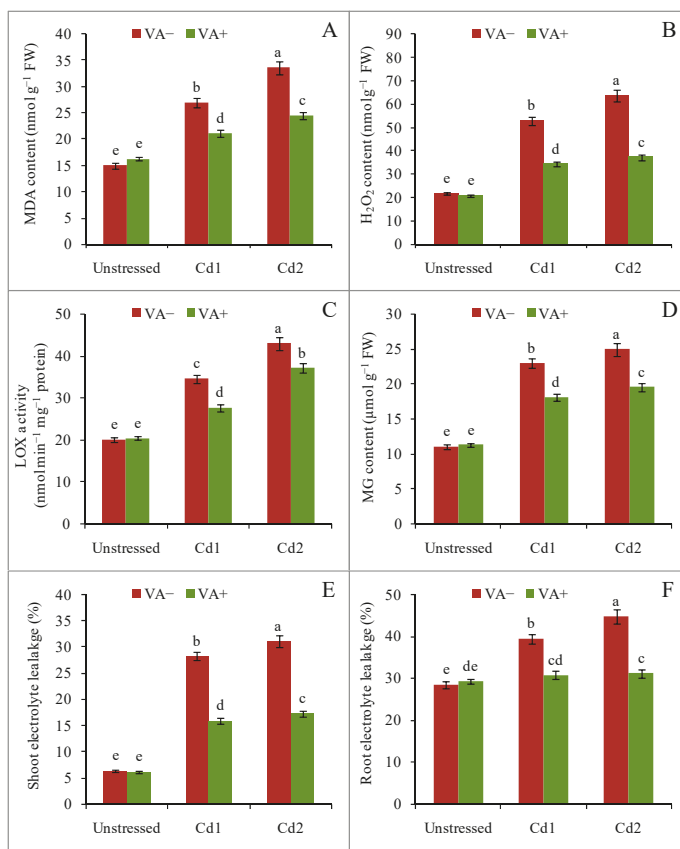 A
VA− VA+
MDA content (nmol g⁻¹ FW)
40
35
30
25
20
15
10
5
0
e e b d a c
Unstressed Cd1 Cd2
B
VA− VA+
H₂O₂ content (nmol g⁻¹ FW)
90
80
70
60
50
40
30
20
10
0
e e b d a c
Unstressed Cd1 Cd2
C
VA− VA+
LOX activity
(nmol min⁻¹ mg⁻¹ protein)
50
40
30
20
10
0
e e c d a b
Unstressed Cd1 Cd2
D
VA− VA+
MG content (µmol g⁻¹ FW)
30
25
20
15
10
5
0
e e b d a c
Unstressed Cd1 Cd2
E
VA− VA+
Shoot electrolyte lealakge (%)
40
35
30
25
20
15
10
5
0
e e b d a c
Unstressed Cd1 Cd2
F
VA− VA+
Root electrolyte lealakge (%)
50
40
30
20
10
0
e de b cd a c
Unstressed Cd1 Cd2